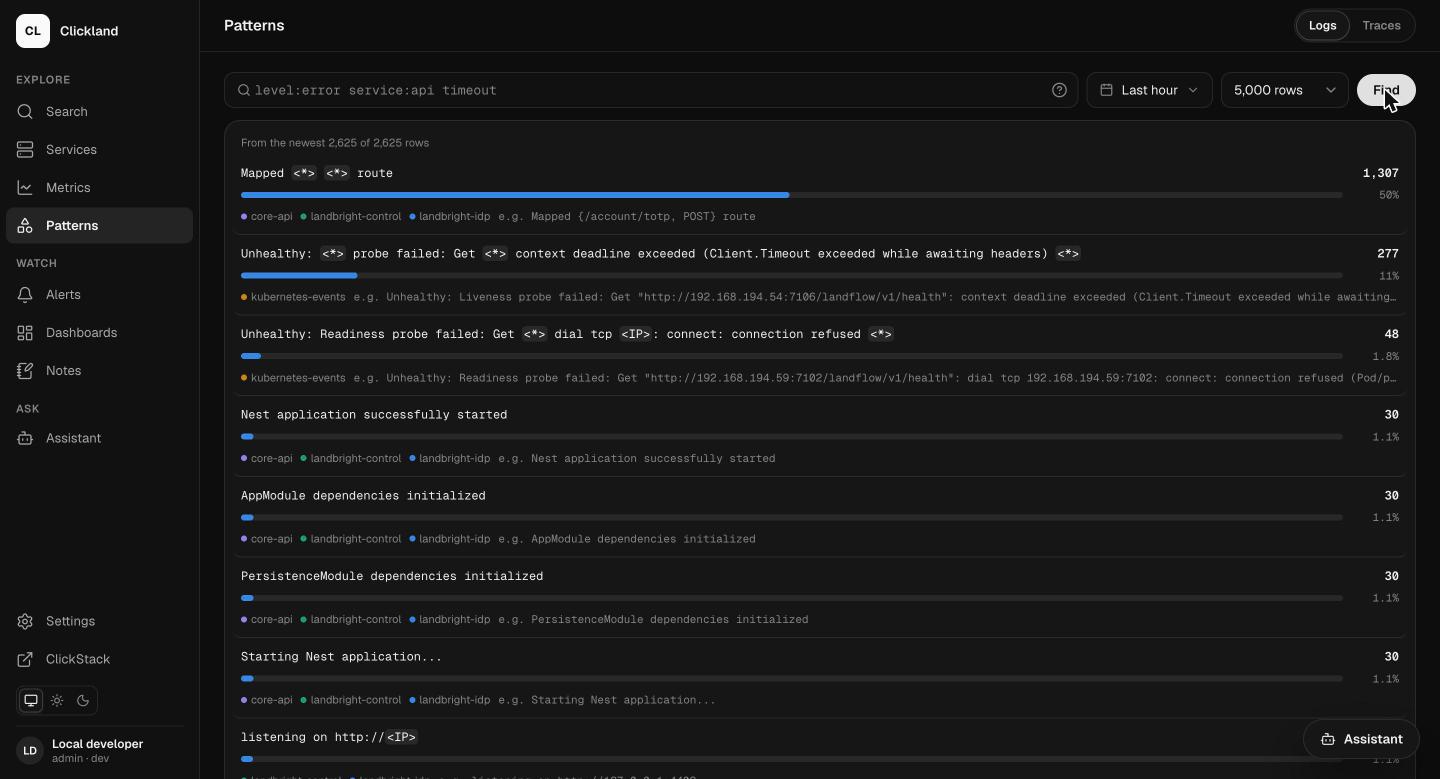 CL Clickland
Patterns
Logs Traces
EXPLORE
Search
Services
Metrics
Patterns
WATCH
Alerts
Dashboards
Notes
ASK
Assistant
Settings
ClickStack
LD Local developer
admin · dev
level:error service:api timeout
Last hour
5,000 rows
Find
From the newest 2,625 of 2,625 rows
Mapped <*> <*> route 1,307
50%
core-api landbright-control landbright-idp e.g. Mapped {/account/totp, POST} route
Unhealthy: <*> probe failed: Get <*> context deadline exceeded (Client.Timeout exceeded while awaiting headers) <*> 277
11%
kubernetes-events e.g. Unhealthy: Liveness probe failed: Get "http://192.168.194.54:7106/landflow/v1/health": context deadline exceeded (Client.Timeout exceeded while awaiting…
Unhealthy: Readiness probe failed: Get <*> dial tcp <IP>: connect: connection refused <*> 48
1.8%
kubernetes-events e.g. Unhealthy: Readiness probe failed: Get "http://192.168.194.59:7102/landflow/v1/health": dial tcp 192.168.194.59:7102: connect: connection refused (Pod/p…
Nest application successfully started 30
1.1%
core-api landbright-control landbright-idp e.g. Nest application successfully started
AppModule dependencies initialized 30
1.1%
core-api landbright-control landbright-idp e.g. AppModule dependencies initialized
PersistenceModule dependencies initialized 30
1.1%
core-api landbright-control landbright-idp e.g. PersistenceModule dependencies initialized
Starting Nest application... 30
1.1%
core-api landbright-control landbright-idp e.g. Starting Nest application...
listening on http://<IP>
1.1%
Assistant